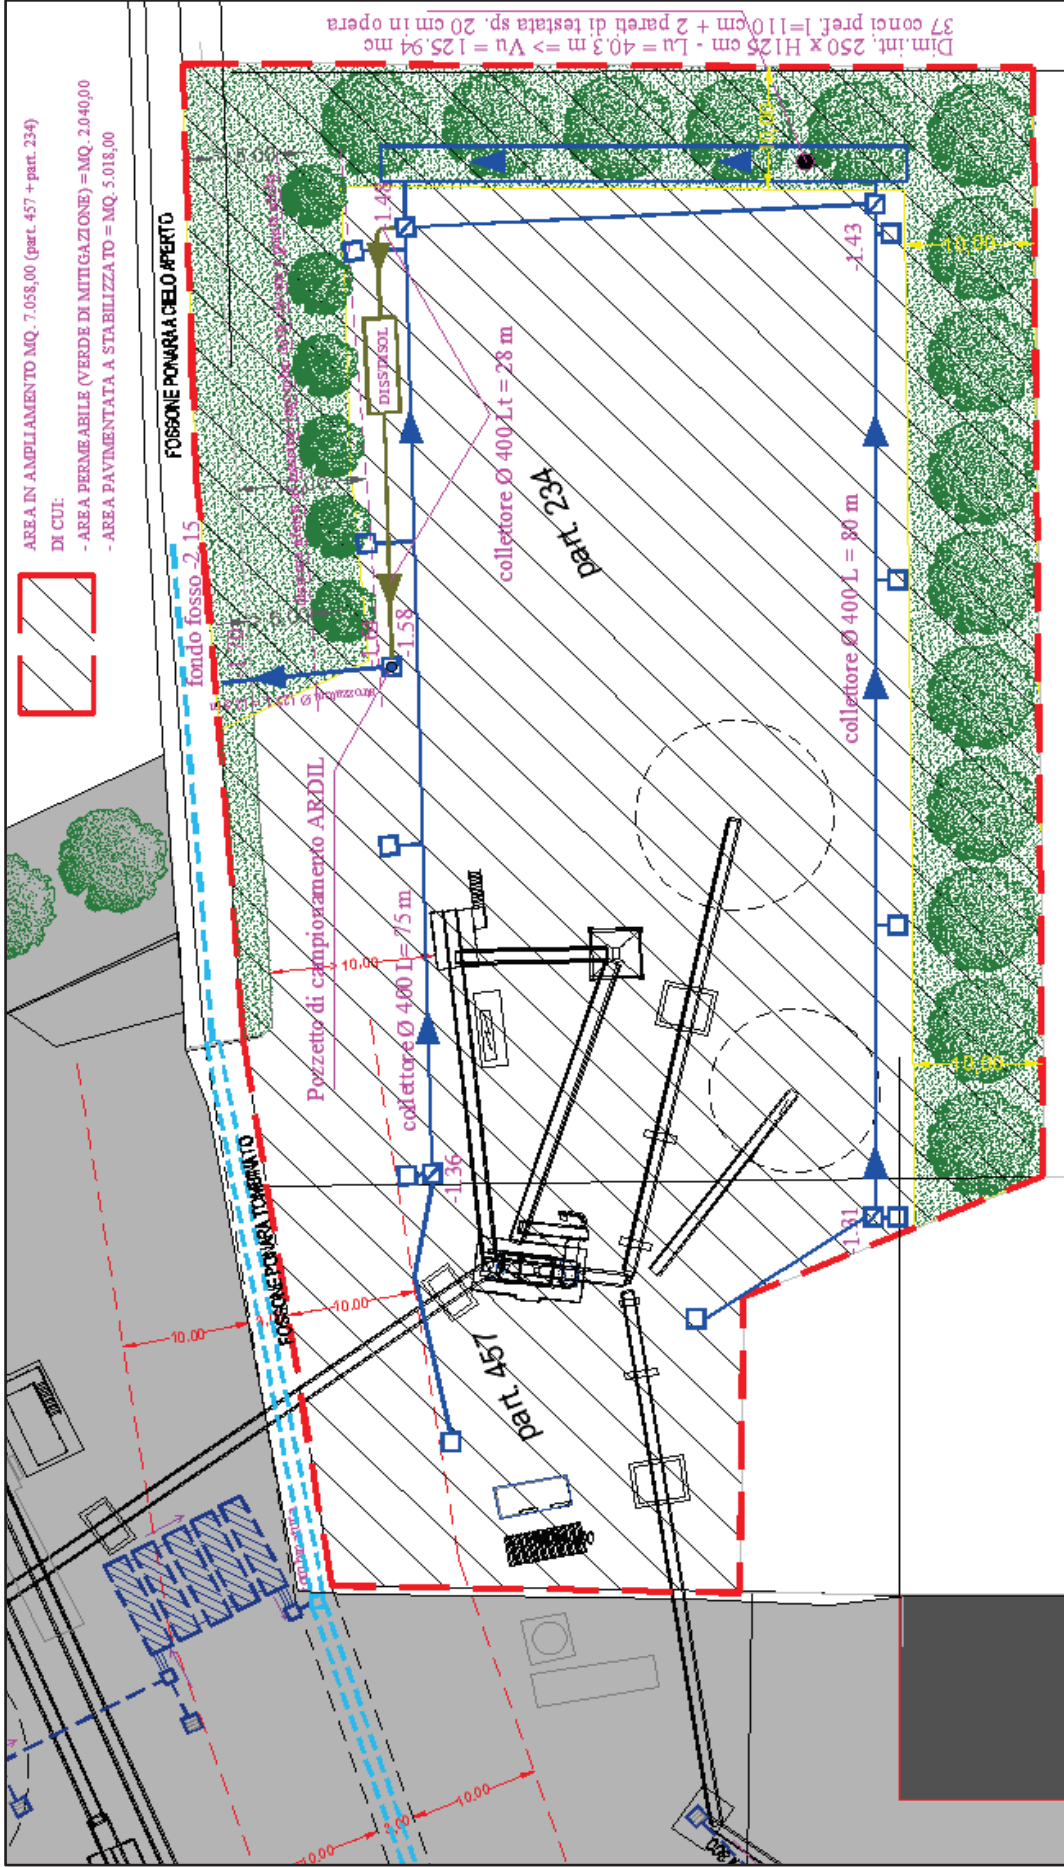 AREA IN AMPLIAMENTO MQ. 7.058,00 (part. 457 + part. 234)
DI CUI:
- AREA PERMEABILE (VERDE DI MITIGAZIONE) = MQ. 2.040,00
- AREA PAVIMENTATA A STABILIZZATO = MQ. 5.018,00
Dim.int. 250 x H125 cm - Lu = 40.3 m => Vu = 125.94 mc
37 conci pref. l=110 cm + 2 pareti di testata sp. 20 cm in opera
FOSSONE PONARA A CIELO APERTO
fondo fosso -2,15
FOSSONE PONARA TOMBINATO
Pozzetto di campionamento ARDIL
collettore Ø 400 L = 75 m
collettore Ø 400 Lt = 28 m
collettore Ø 400 L = 80 m
DISS/DISOL
part. 234
part. 457
-1.43
-1.58
-1.36
1.31
10,00
10,00
10,00
10.00
10.00
10.00
10.00
10.00